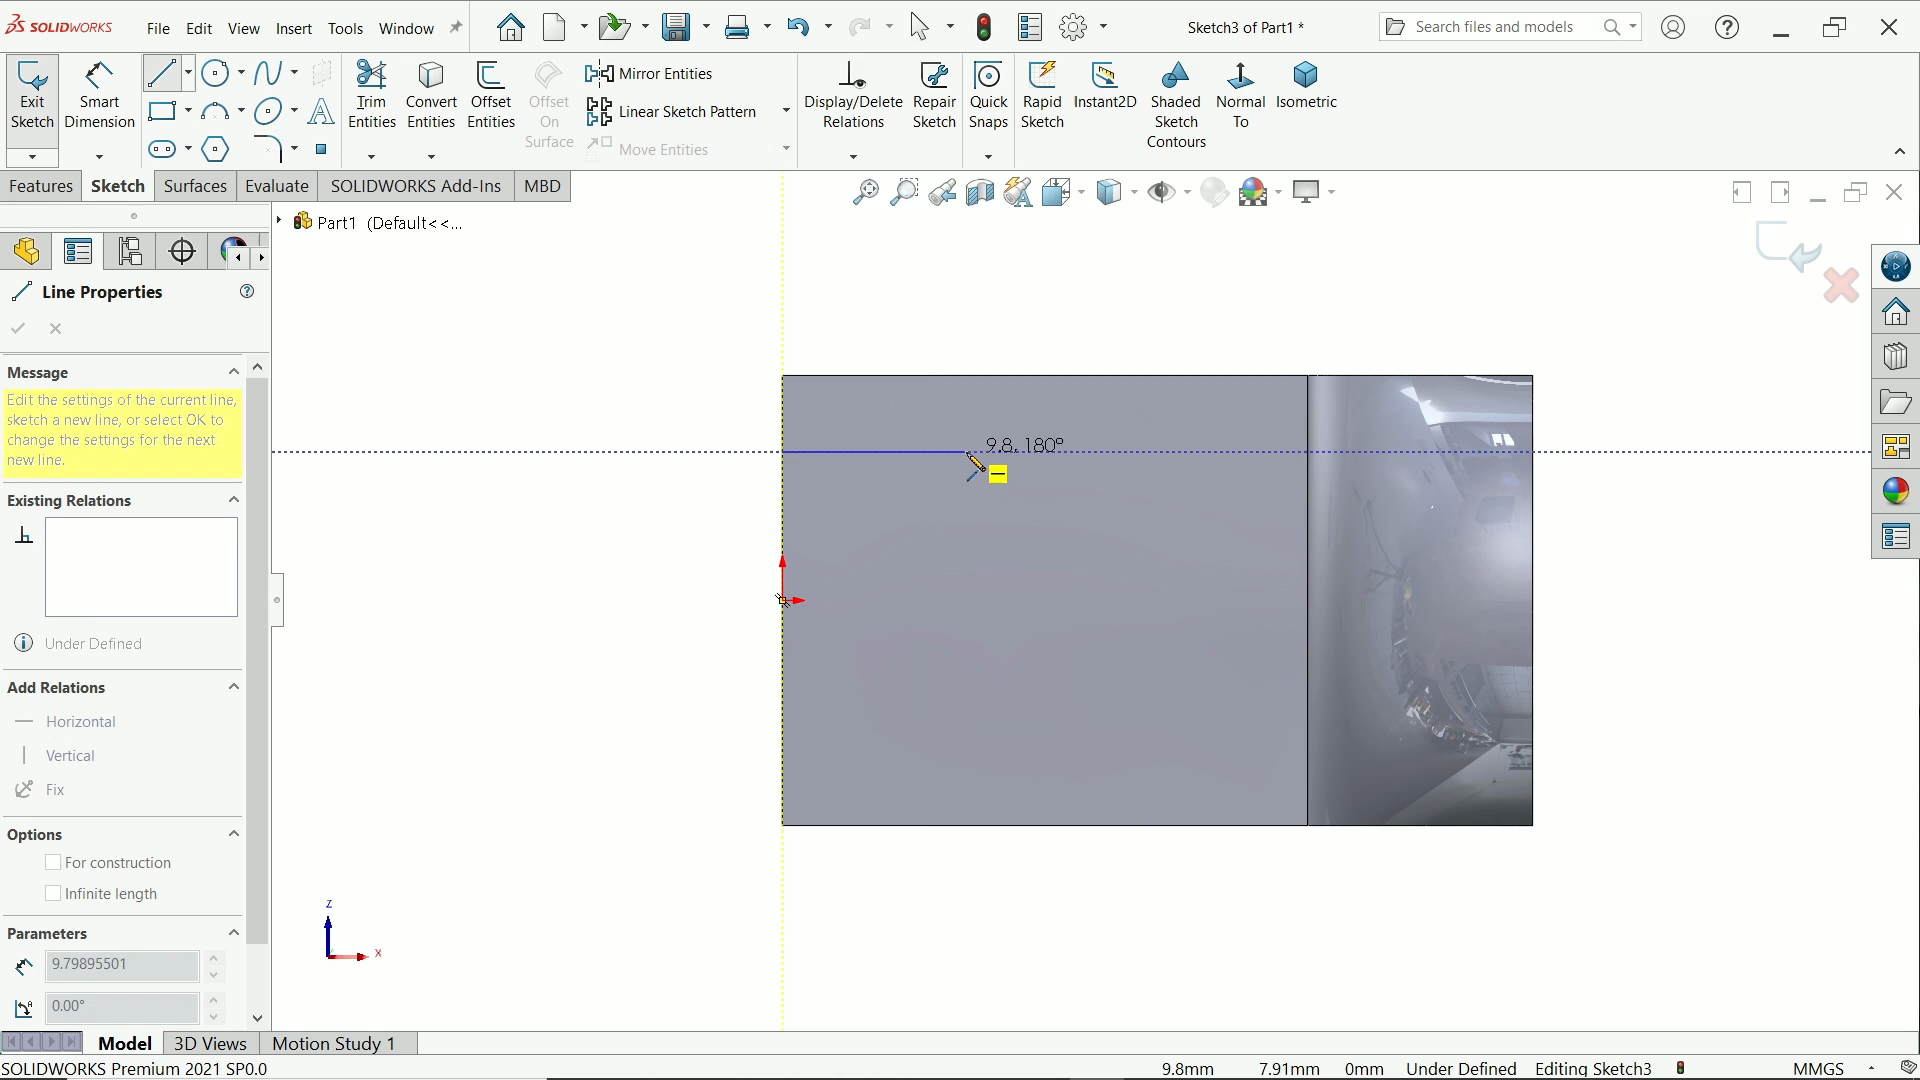 SOLIDWORKS File Edit View Insert Tools Window Sketch3 of Part1 * Search files and models
Exit Sketch
Smart Dimension
Trim Entities
Convert Entities
Offset Entities
Offset On Surface
Mirror Entities
Linear Sketch Pattern
Move Entities
Display/Delete Relations
Repair Sketch
Quick Snaps
Rapid Sketch
Instant2D
Shaded Sketch Contours
Normal To
Isometric
Features Sketch Surfaces Evaluate SOLIDWORKS Add-Ins MBD
Part1 (Default<<...
Line Properties
Message
Edit the settings of the current line,
sketch a new line, or select OK to
change the settings for the next
new line.
Existing Relations
Under Defined
Add Relations
Horizontal
Vertical
Fix
Options
For construction
Infinite length
Parameters
9.79895501
0.00°
9.8, 180°
z
x
Model 3D Views Motion Study 1
SOLIDWORKS Premium 2021 SP0.0 9.8mm 7.91mm 0mm Under Defined Editing Sketch3 MMGS